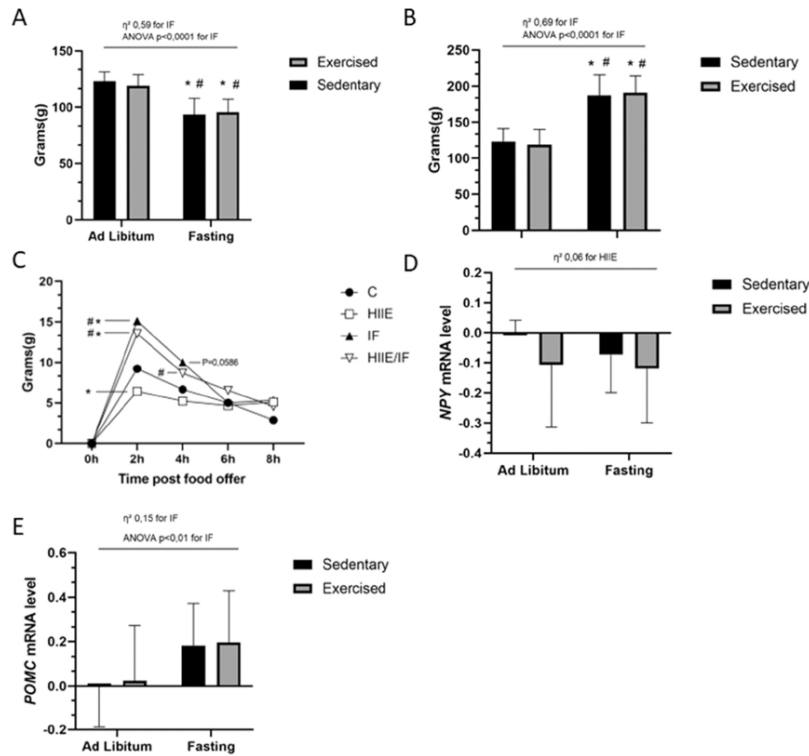 A
η² 0,59 for IF
ANOVA p<0,0001 for IF
Grams(g)
150
100
50
0
* # * #
Ad Libitum
Fasting
Exercised
Sedentary
B
η² 0,69 for IF
ANOVA p<0,0001 for IF
Grams(g)
250
200
150
100
50
0
* # * #
Sedentary
Exercised
C
Grams(g)
20
15
10
5
0
#*
#*
*
#
P=0,0586
0h 2h 4h 6h 8h
Time post food offer
C
HIIE
IF
HIIE/IF
D
η² 0,06 for HIIE
NPY mRNA level
0.2
0.1
0.0
-0.1
-0.2
-0.3
-0.4
Ad Libitum
Fasting
Sedentary
Exercised
E
η² 0,15 for IF
ANOVA p<0,01 for IF
POMC mRNA level
0.6
0.4
0.2
0.0
-0.2
Ad Libitum
Fasting
Sedentary
Exercised